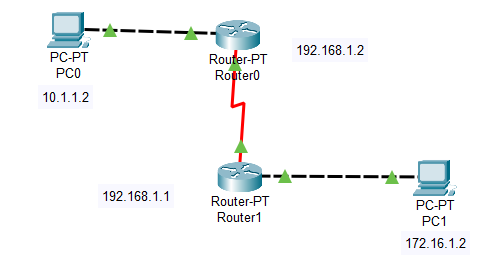 PC-PT
PC0
10.1.1.2
Router-PT
Router0
192.168.1.2
192.168.1.1
Router-PT
Router1
PC-PT
PC1
172.16.1.2